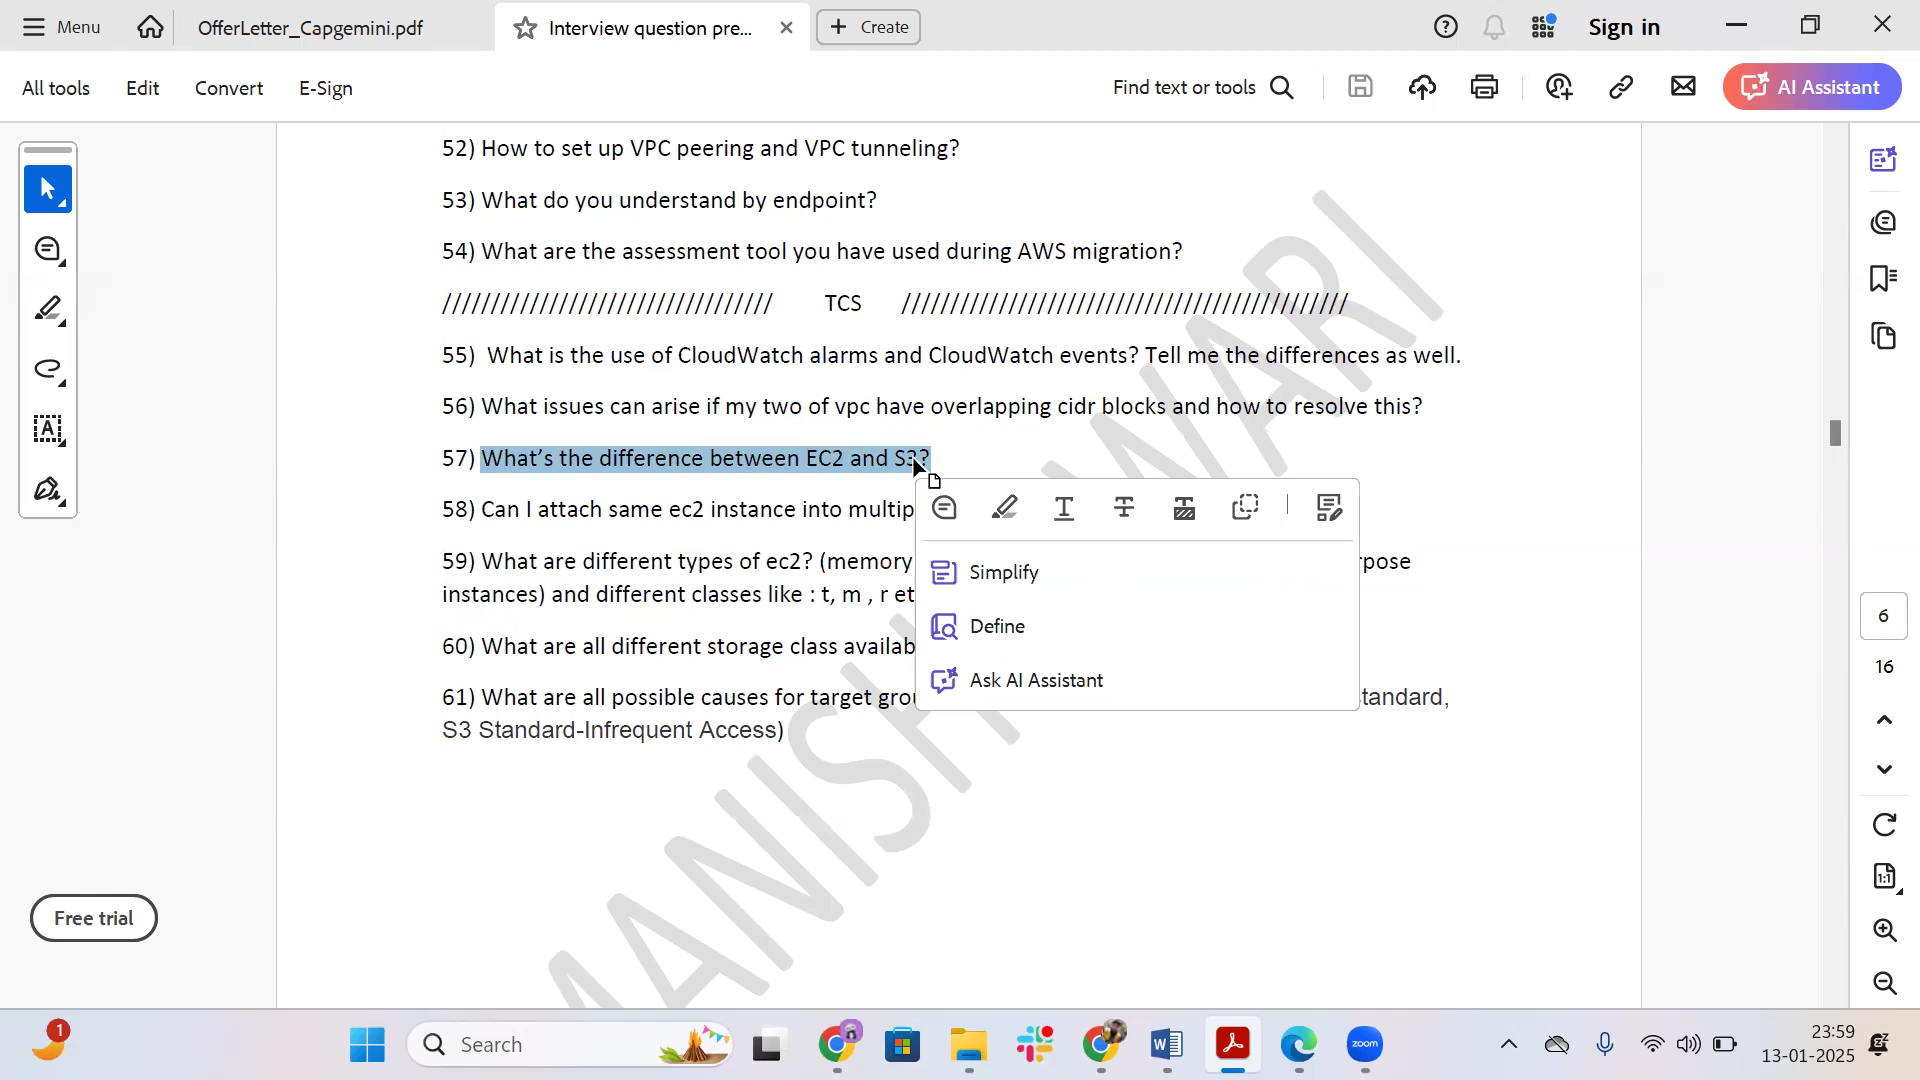 Menu
OfferLetter_Capgemini.pdf
Interview question pre...
Create
Sign in
All tools
Edit
Convert
E-Sign
Find text or tools
AI Assistant
52) How to set up VPC peering and VPC tunneling?
53) What do you understand by endpoint?
54) What are the assessment tool you have used during AWS migration?
////////////////////////////////// TCS //////////////////////////////////////////////
55) What is the use of CloudWatch alarms and CloudWatch events? Tell me the differences as well.
56) What issues can arise if my two of vpc have overlapping cidr blocks and how to resolve this?
57) What’s the difference between EC2 and S3?
58) Can I attach same ec2 instance into multip
59) What are different types of ec2? (memory rpose
instances) and different classes like : t, m , r et
60) What are all different storage class availab
61) What are all possible causes for target grou tandard,
S3 Standard-Infrequent Access)
Simplify
Define
Ask AI Assistant
6
16
Free trial
1
Search
zoom
23:59
13-01-2025